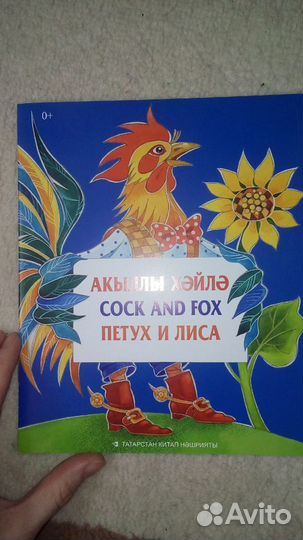 0+
АКЫЛЛЫ ХӘЙЛӘ
COCK AND FOX
ПЕТУХ И ЛИСА
ТАТАРСТАН КИТАП НӘШРИЯТЫ
Avito